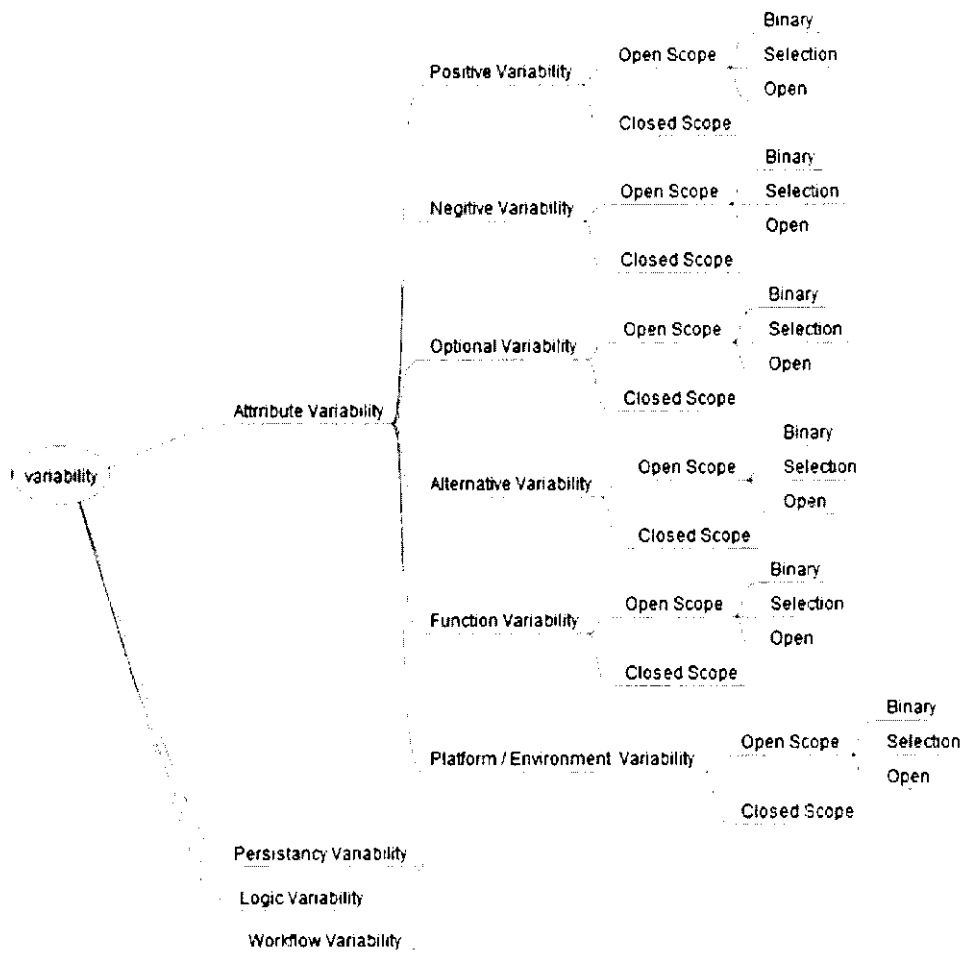 Binary
Open Scope
Selection
Positive Variability
Open
Closed Scope
Binary
Open Scope
Selection
Negitive Variability
Open
Closed Scope
Binary
Open Scope
Selection
Optional Variability
Open
Closed Scope
Attribute Variability
Binary
Open Scope
Selection
variability
Alternative Variability
Open
Closed Scope
Binary
Open Scope
Selection
Function Variability
Open
Closed Scope
Binary
Open Scope
Selection
Platform / Environment Variability
Open
Closed Scope
Persistancy Variability
Logic Variability
Workflow Variability